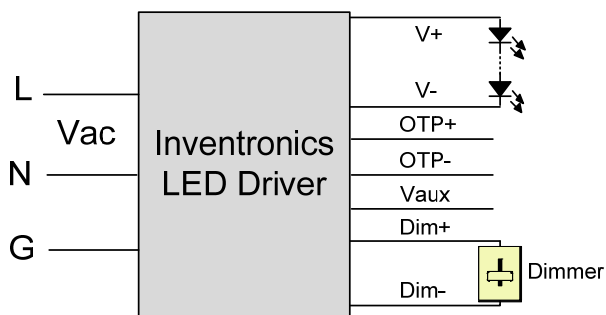 L
Vac
N
G
Inventronics
LED Driver
V+
V-
OTP+
OTP-
Vaux
Dim+
Dim-
Dimmer